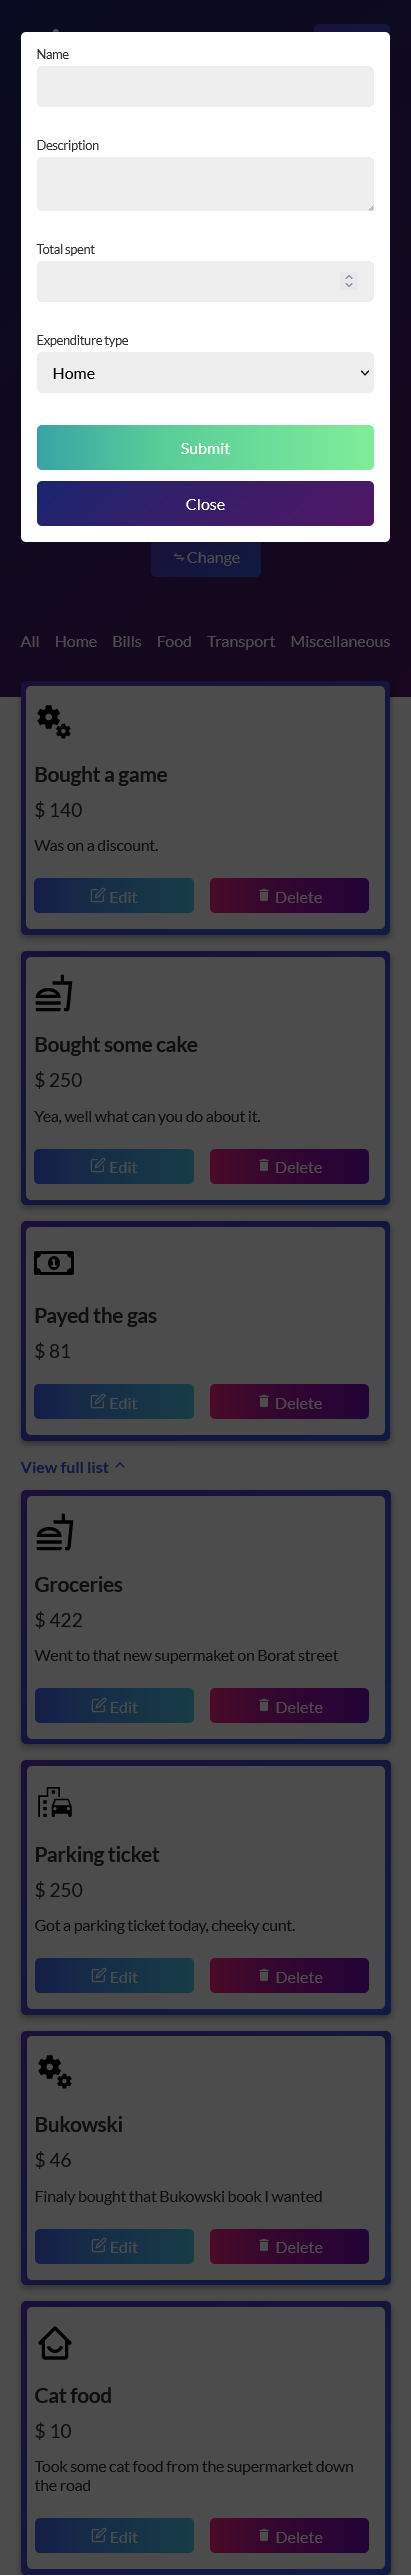 Name
Description
Total spent
Expenditure type
Home
Submit
Close
Change
All Home Bills Food Transport Miscellaneous
Bought a game
$ 140
Was on a discount.
Edit Delete
Bought some cake
$ 250
Yea, well what can you do about it.
Edit Delete
1
Payed the gas
$ 81
Edit Delete
View full list
Groceries
$ 422
Went to that new supermaket on Borat street
Edit Delete
Parking ticket
$ 250
Got a parking ticket today, cheeky cunt.
Edit Delete
Bukowski
$ 46
Finaly bought that Bukowski book I wanted
Edit Delete
Cat food
$ 10
Took some cat food from the supermarket down
the road
Edit Delete